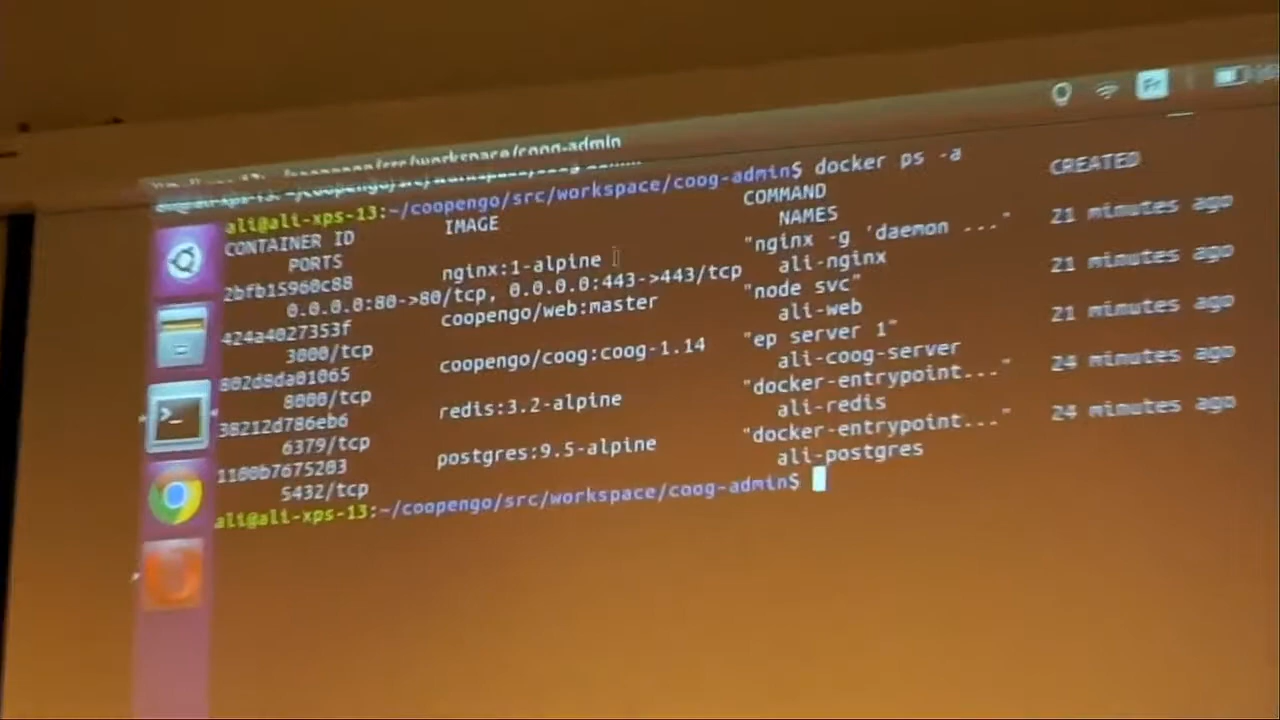 Fr
ali@ali-xps-13:~/coopengo/src/workspace/coog-admin$ docker ps -a
CONTAINER ID IMAGE COMMAND CREATED
PORTS NAMES
2bfb15960c88 nginx:1-alpine "nginx -g 'daemon ..." 21 minutes ago
0.0.0.0:80->80/tcp, 0.0.0.0:443->443/tcp ali-nginx
424a4027353f coopengo/web:master "node svc" 21 minutes ago
3000/tcp ali-web
802d8da01065 coopengo/coog:coog-1.14 "ep server 1" 21 minutes ago
8000/tcp ali-coog-server
38212d786eb6 redis:3.2-alpine "docker-entrypoint..." 24 minutes ago
6379/tcp ali-redis
1100b7675203 postgres:9.5-alpine "docker-entrypoint..." 24 minutes ago
5432/tcp ali-postgres
ali@ali-xps-13:~/coopengo/src/workspace/coog-admin$